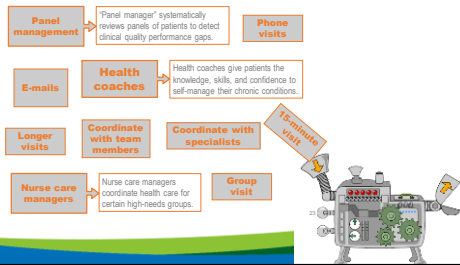 Panel
management
"Panel manager" systematically
reviews panels of patients to detect
clinical quality performance gaps.
Phone
visits
E-mails
Health
coaches
Health coaches give patients the
knowledge, skills, and confidence to
self-manage their chronic conditions.
15-minute
visit
Longer
visits
Coordinate
with team
members
Coordinate with
specialists
Nurse care
managers
Nurse care managers
coordinate health care for
certain high-needs groups.
Group
visit
23